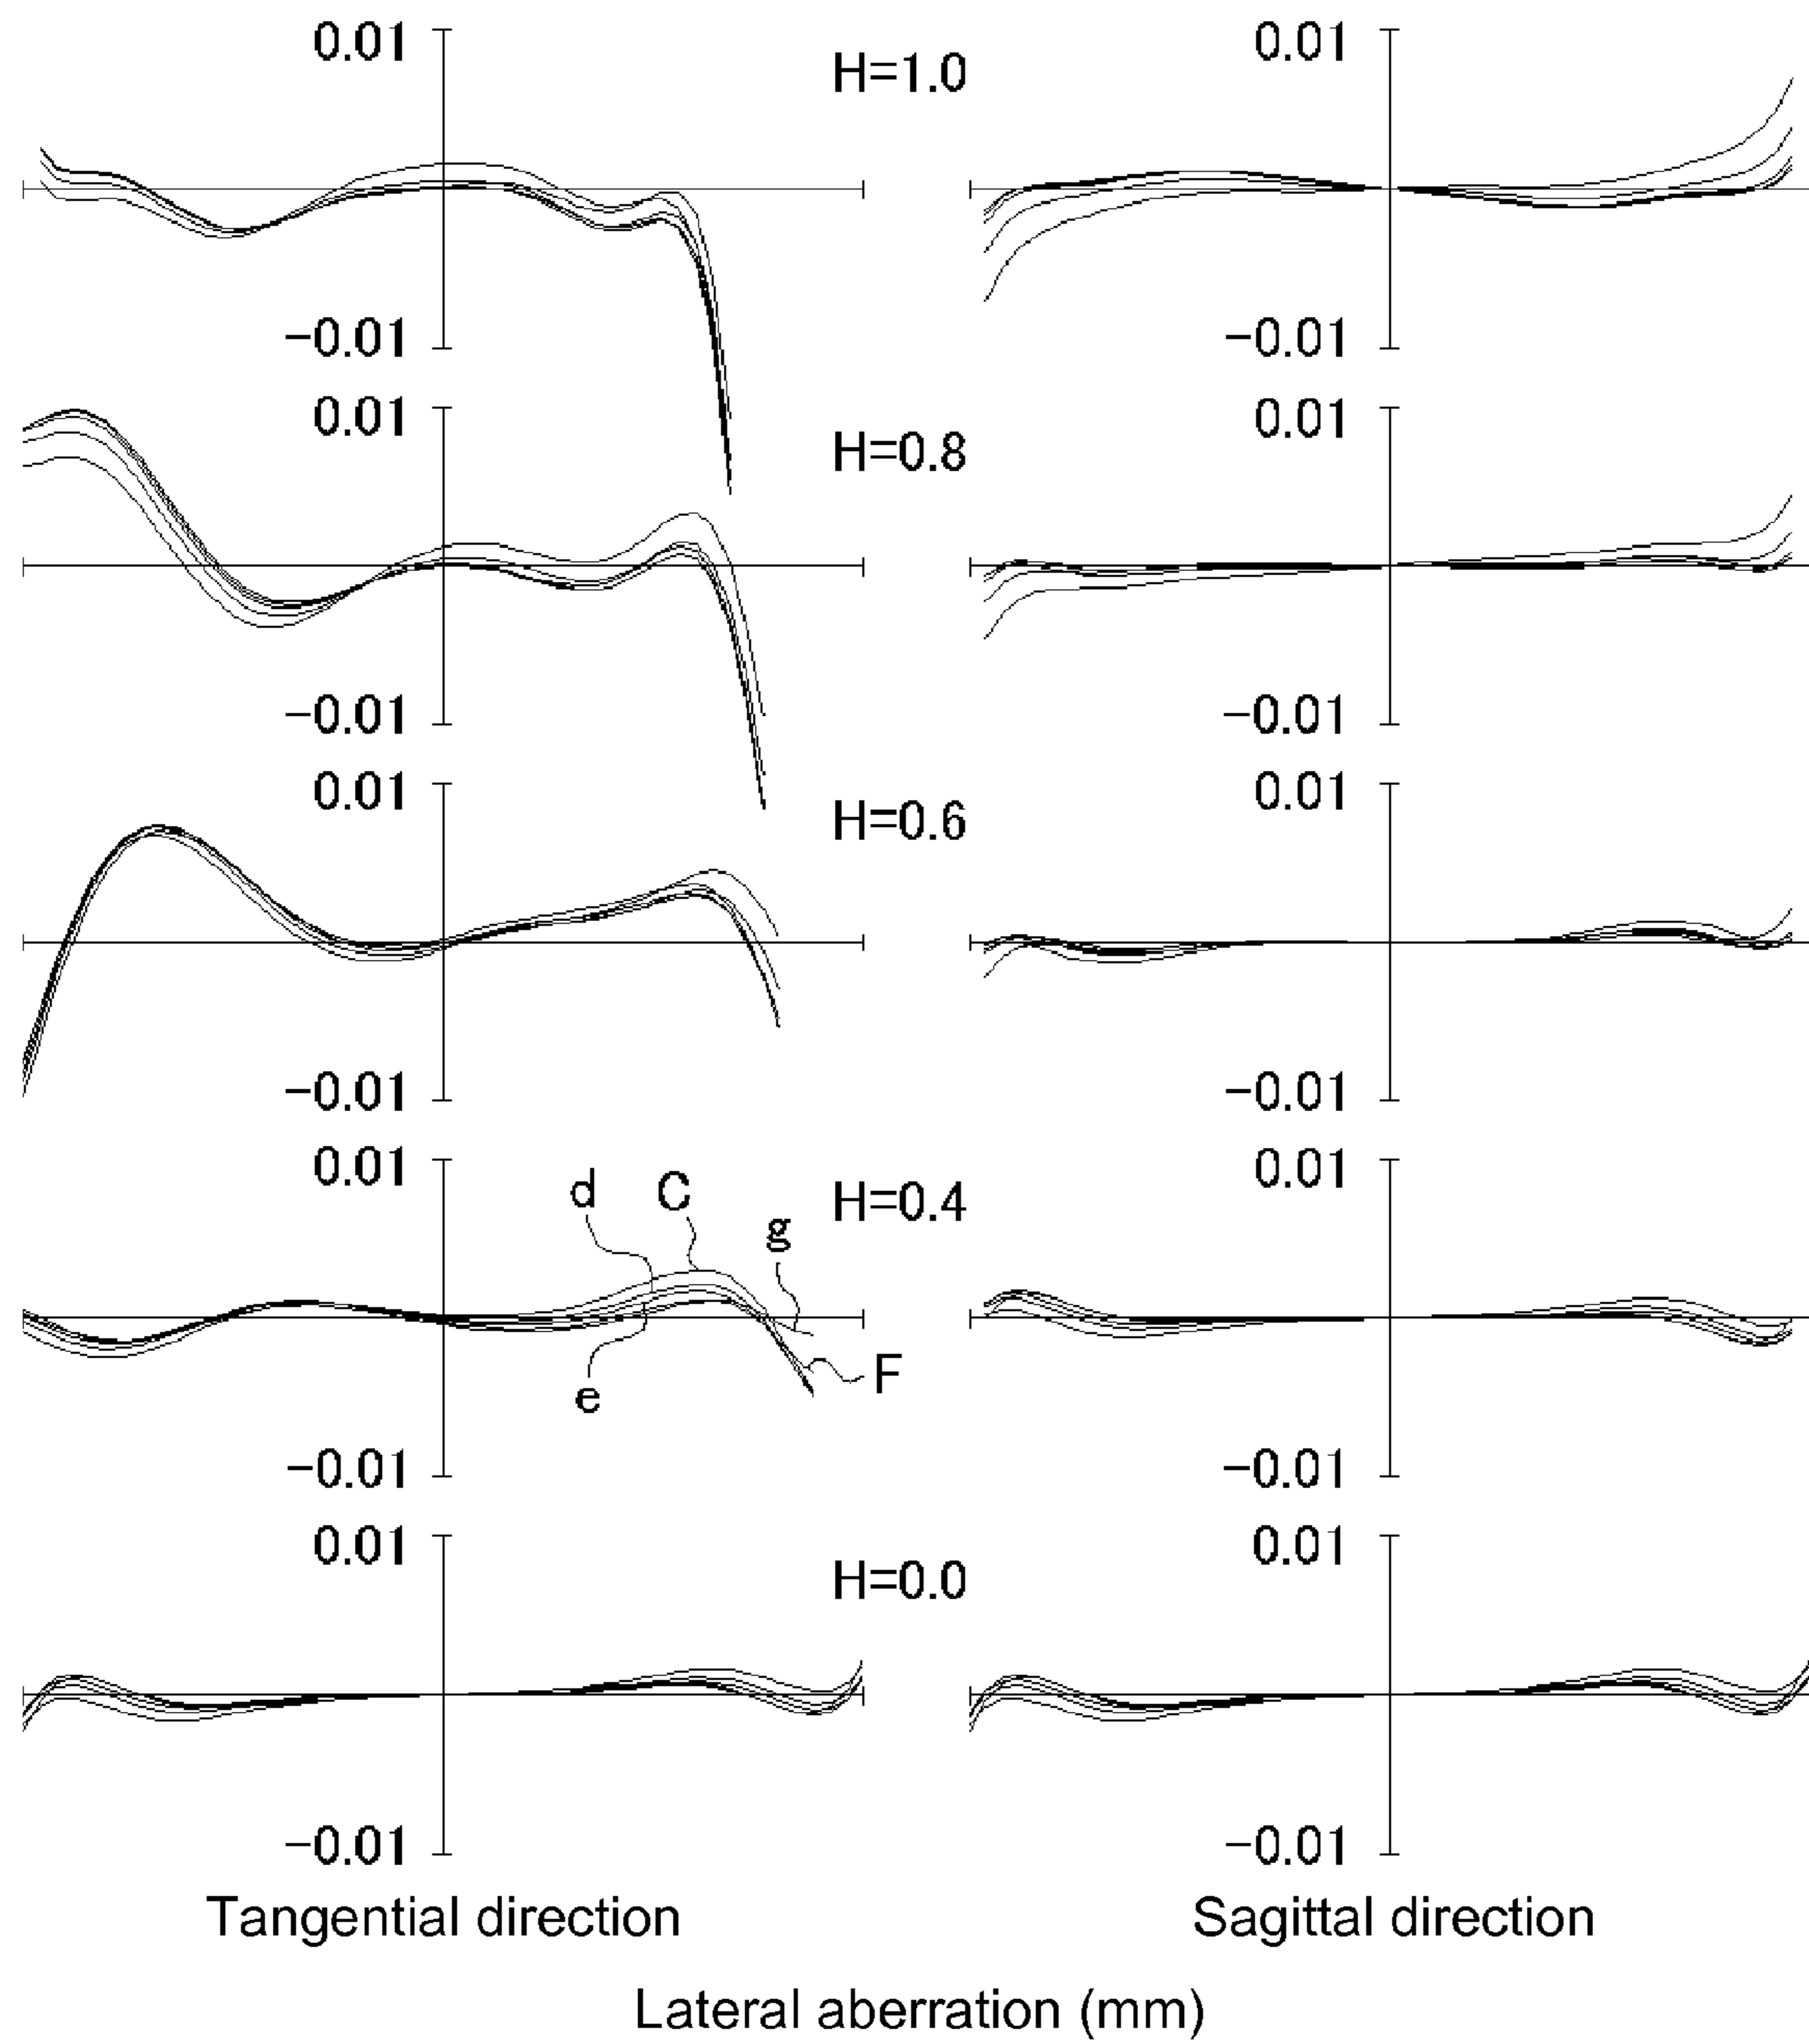 0.01 H=1.0 0.01
−0.01 −0.01
0.01 H=0.8 0.01
−0.01 −0.01
0.01 H=0.6 0.01
−0.01 −0.01
0.01 d C g H=0.4 0.01
e F
−0.01 −0.01
0.01 H=0.0 0.01
−0.01 −0.01
Tangential direction Sagittal direction
Lateral aberration (mm)